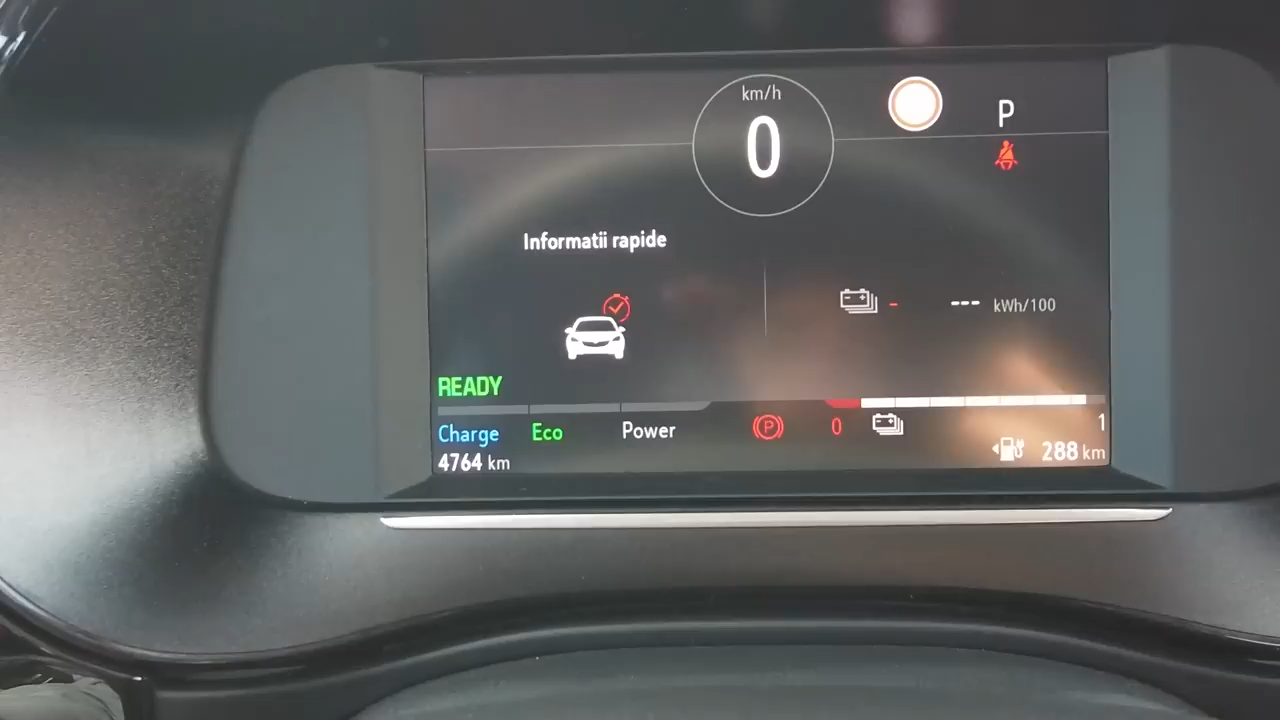 km/h
0
P
Informatii rapide
- --- kWh/100
READY
Charge Eco Power P 0 1
4764 km 288 km